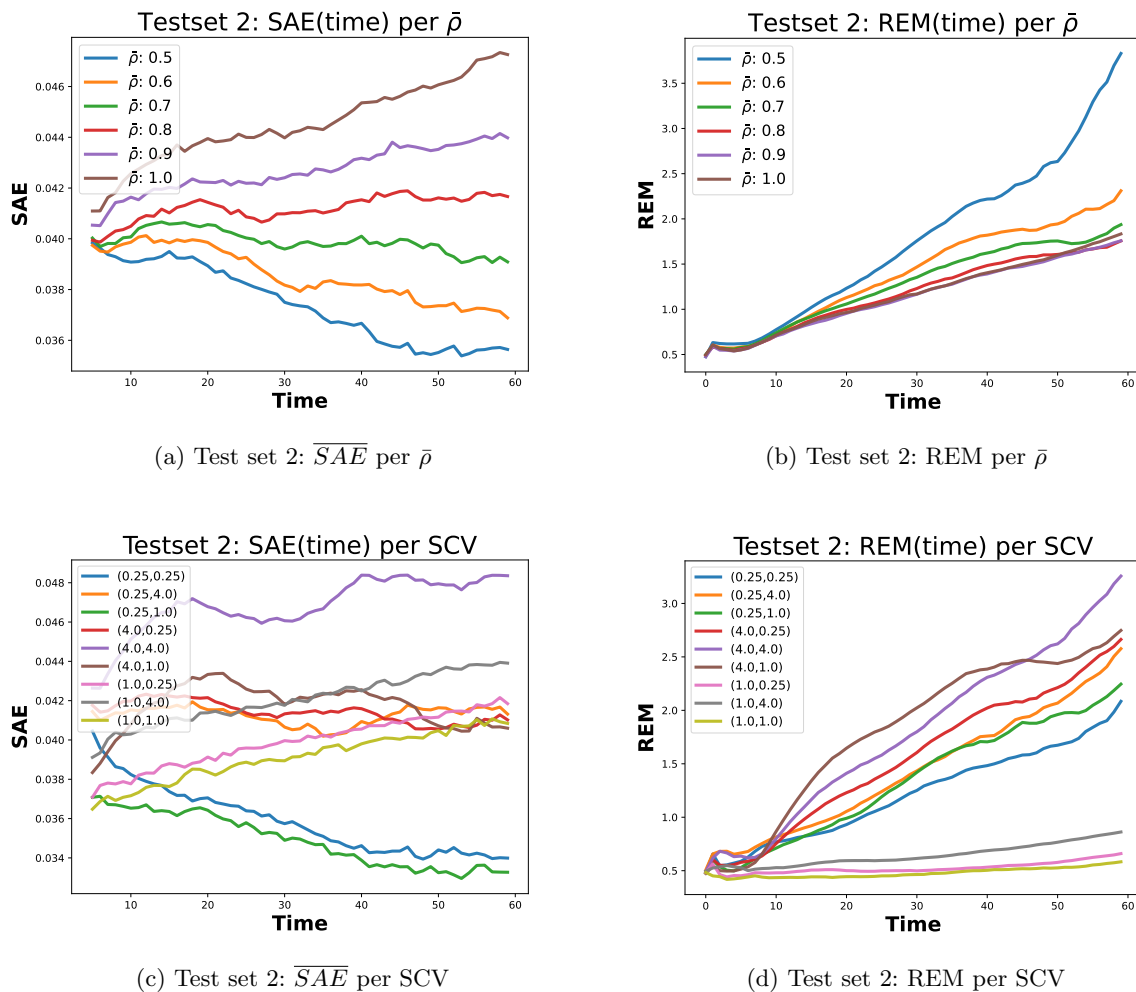 Testset 2: SAE(time) per ρ̄
SAE
0.046
0.044
0.042
0.040
0.038
0.036
ρ̄: 0.5
ρ̄: 0.6
ρ̄: 0.7
ρ̄: 0.8
ρ̄: 0.9
ρ̄: 1.0
10 20 30 40 50 60
Time
(a) Test set 2: S̅A̅E̅ per ρ̄
Testset 2: REM(time) per ρ̄
REM
3.5
3.0
2.5
2.0
1.5
1.0
0.5
ρ̄: 0.5
ρ̄: 0.6
ρ̄: 0.7
ρ̄: 0.8
ρ̄: 0.9
ρ̄: 1.0
0 10 20 30 40 50 60
Time
(b) Test set 2: REM per ρ̄
Testset 2: SAE(time) per SCV
SAE
0.048
0.046
0.044
0.042
0.040
0.038
0.036
0.034
(0.25,0.25)
(0.25,4.0)
(0.25,1.0)
(4.0,0.25)
(4.0,4.0)
(4.0,1.0)
(1.0,0.25)
(1.0,4.0)
(1.0,1.0)
10 20 30 40 50 60
Time
(c) Test set 2: S̅A̅E̅ per SCV
Testset 2: REM(time) per SCV
REM
3.0
2.5
2.0
1.5
1.0
0.5
(0.25,0.25)
(0.25,4.0)
(0.25,1.0)
(4.0,0.25)
(4.0,4.0)
(4.0,1.0)
(1.0,0.25)
(1.0,4.0)
(1.0,1.0)
0 10 20 30 40 50 60
Time
(d) Test set 2: REM per SCV